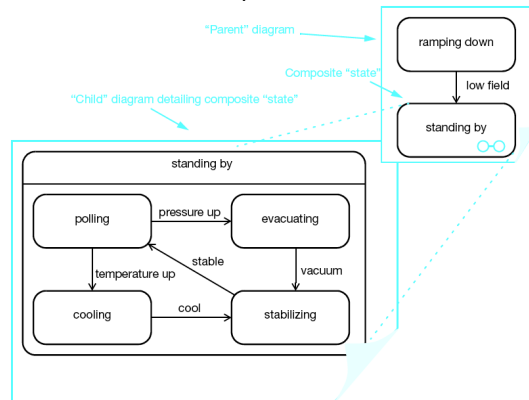 "Parent" diagram
ramping down
low field
Composite "state"
"Child" diagram detailing composite "state"
standing by
standing by
polling
pressure up
evacuating
stable
temperature up
vacuum
cooling
cool
stabilizing